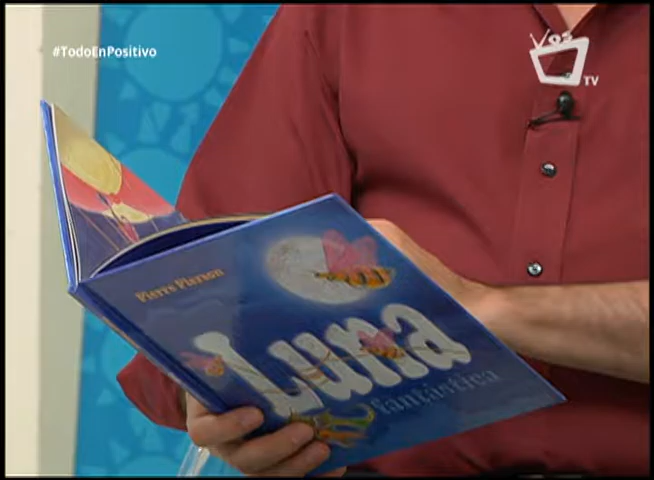 #TodoEnPositivo
Vos
TV
Pierre Pierson
Luna
fantástica